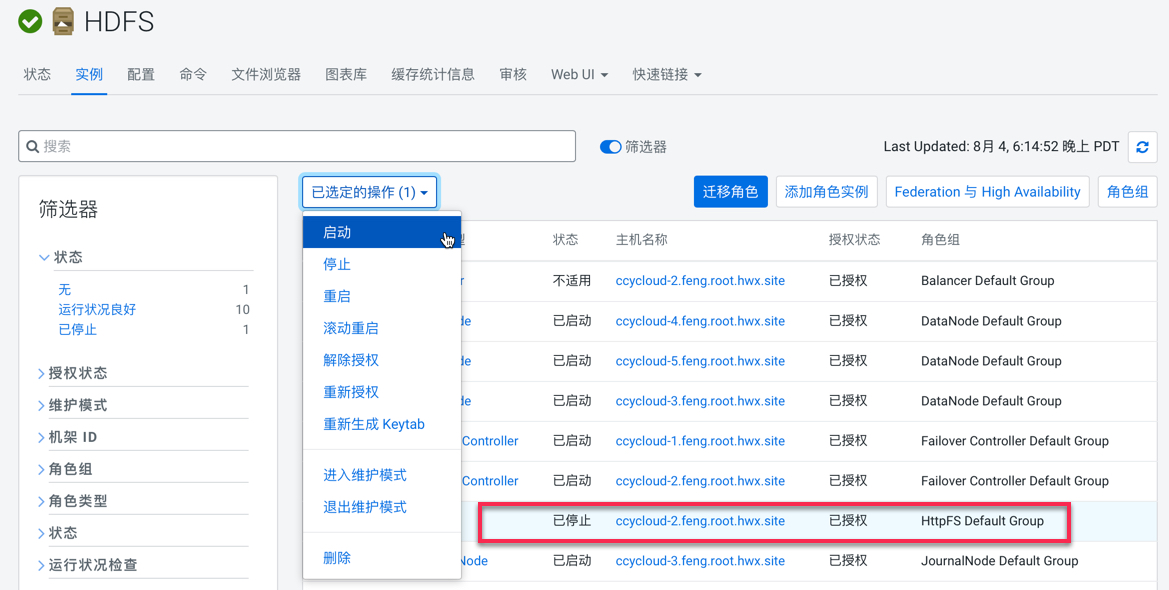 HDFS
状态 实例 配置 命令 文件浏览器 图表库 缓存统计信息 审核 Web UI 快速链接
搜索 筛选器 Last Updated: 8月 4, 6:14:52 晚上 PDT
筛选器
状态
无 1
运行状况良好 10
已停止 1
授权状态
维护模式
机架 ID
角色组
角色类型
状态
运行状况检查
已选定的操作 (1) 迁移角色 添加角色实例 Federation 与 High Availability 角色组
启动
停止
重启
滚动重启
解除授权
重新授权
重新生成 Keytab
进入维护模式
退出维护模式
删除
状态 主机名称 授权状态 角色组
r 不适用 ccycloud-2.feng.root.hwx.site 已授权 Balancer Default Group
de 已启动 ccycloud-4.feng.root.hwx.site 已授权 DataNode Default Group
de 已启动 ccycloud-5.feng.root.hwx.site 已授权 DataNode Default Group
de 已启动 ccycloud-3.feng.root.hwx.site 已授权 DataNode Default Group
Controller 已启动 ccycloud-1.feng.root.hwx.site 已授权 Failover Controller Default Group
Controller 已启动 ccycloud-2.feng.root.hwx.site 已授权 Failover Controller Default Group
已停止 ccycloud-2.feng.root.hwx.site 已授权 HttpFS Default Group
Node 已启动 ccycloud-3.feng.root.hwx.site 已授权 JournalNode Default Group